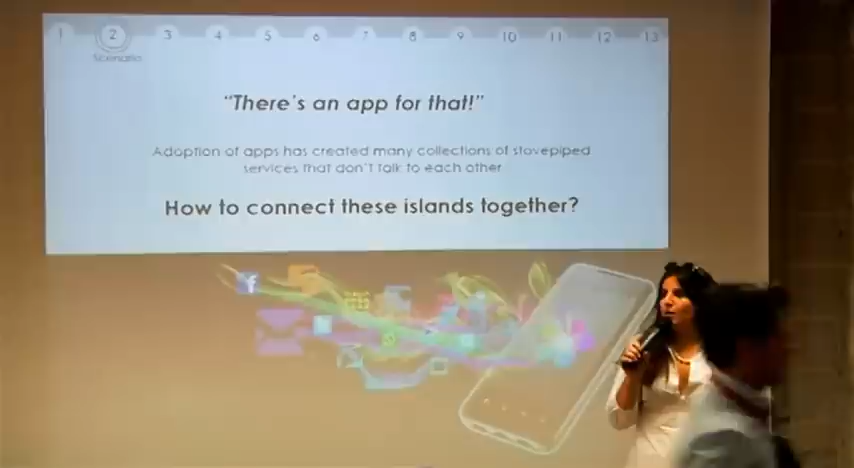 1 2 3 4 5 6 7 8 9 10 11 12 13
Scenario
“There’s an app for that!”
Adoption of apps has created many collections of stovepiped
services that don’t talk to each other
How to connect these islands together?
f